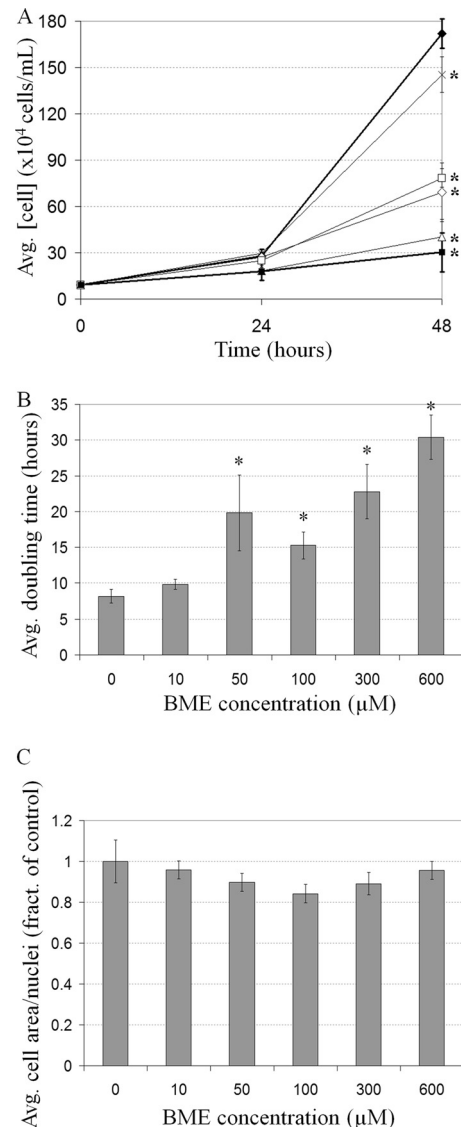 A
Avg. [cell] (x10⁴ cells/mL)
180
150
120
90
60
30
0
*
*
*
*
*
0 24 48
Time (hours)
B
Avg. doubling time (hours)
35
30
25
20
15
10
5
0
* * * *
0 10 50 100 300 600
BME concentration (µM)
C
Avg. cell area/nuclei (fract. of control)
1.2
1
0.8
0.6
0.4
0.2
0
0 10 50 100 300 600
BME concentration (µM)